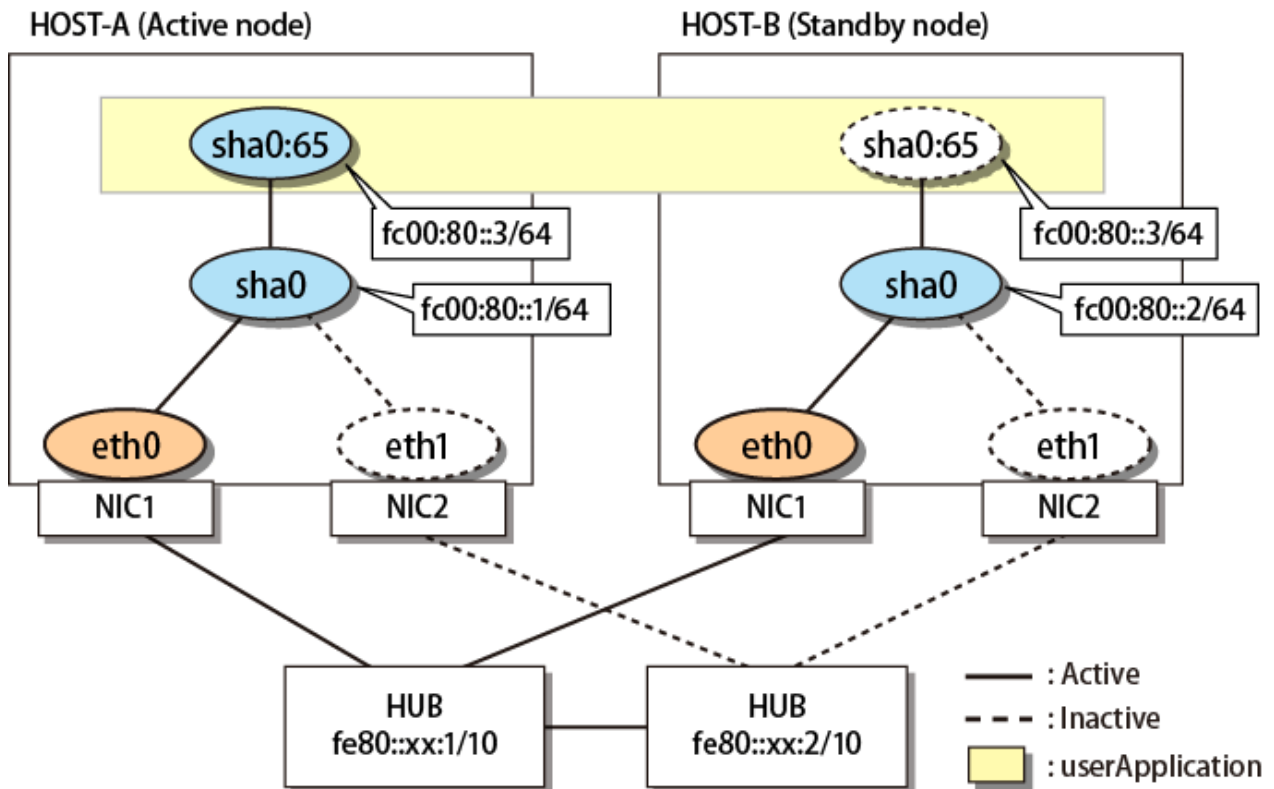 HOST-A (Active node)
HOST-B (Standby node)
sha0:65
sha0:65
fc00:80::3/64
fc00:80::3/64
sha0
sha0
fc00:80::1/64
fc00:80::2/64
eth0
eth1
eth0
eth1
NIC1
NIC2
NIC1
NIC2
HUB
fe80::xx:1/10
HUB
fe80::xx:2/10
: Active
: Inactive
: userApplication